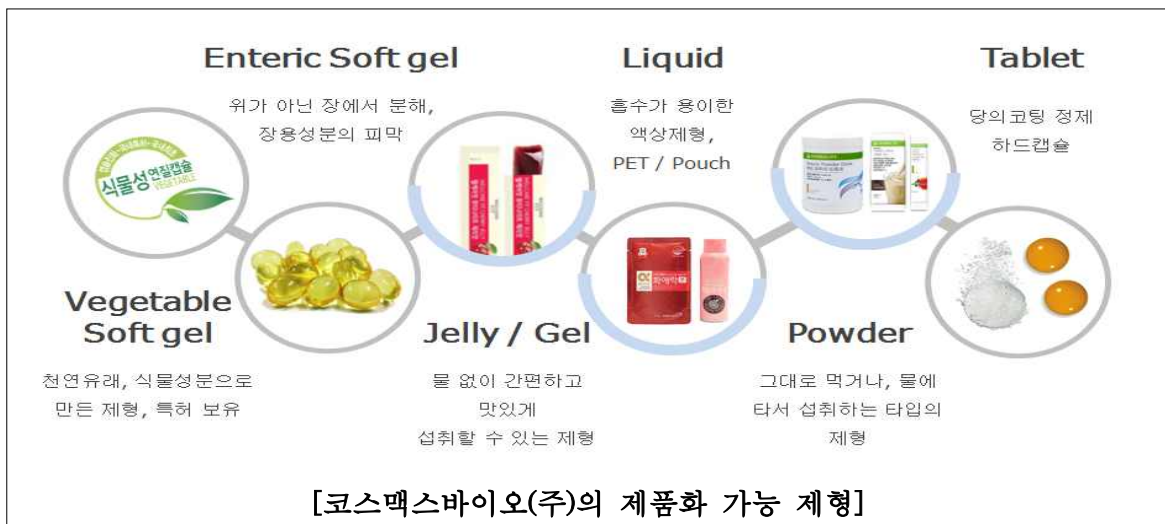 Enteric Soft gel
위가 아닌 장에서 분해,
장용성분의 피막
Liquid
흡수가 용이한
액상제형,
PET / Pouch
Tablet
당의코팅 정제
하드캡슐
식물성 연질캡슐
VEGETABLE
Vegetable
Soft gel
천연유래, 식물성분으로
만든 제형, 특허 보유
Jelly / Gel
물 없이 간편하고
맛있게
섭취할 수 있는 제형
화애락
Powder
그대로 먹거나, 물에
타서 섭취하는 타입의
제형
[코스맥스바이오(주)의 제품화 가능 제형]